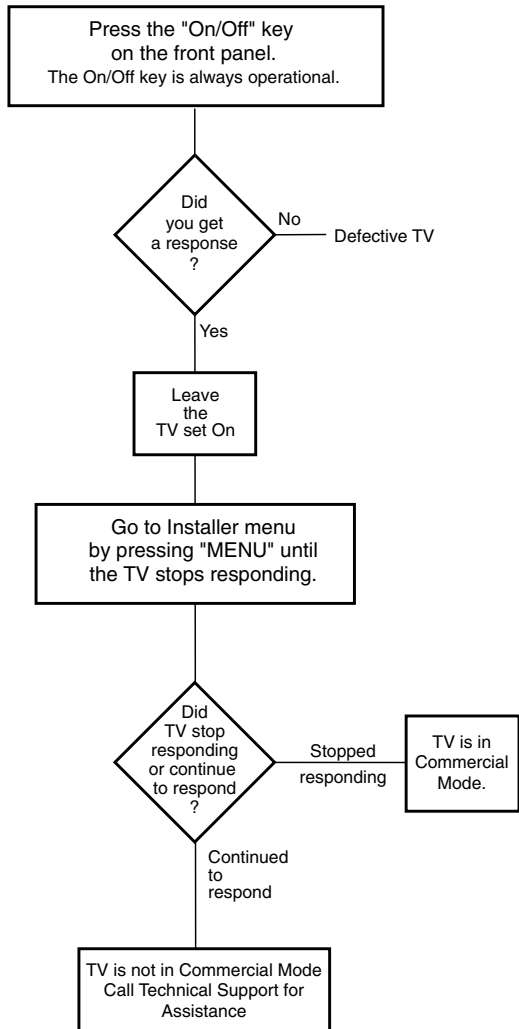 Press the "On/Off" key
on the front panel.
The On/Off key is always operational.
Did
you get
a response
?
No
Defective TV
Yes
Leave
the
TV set On
Go to Installer menu
by pressing "MENU" until
the TV stops responding.
Did
TV stop
responding
or continue
to respond
?
Stopped
responding
TV is in
Commercial
Mode.
Continued
to
respond
TV is not in Commercial Mode
Call Technical Support for
Assistance